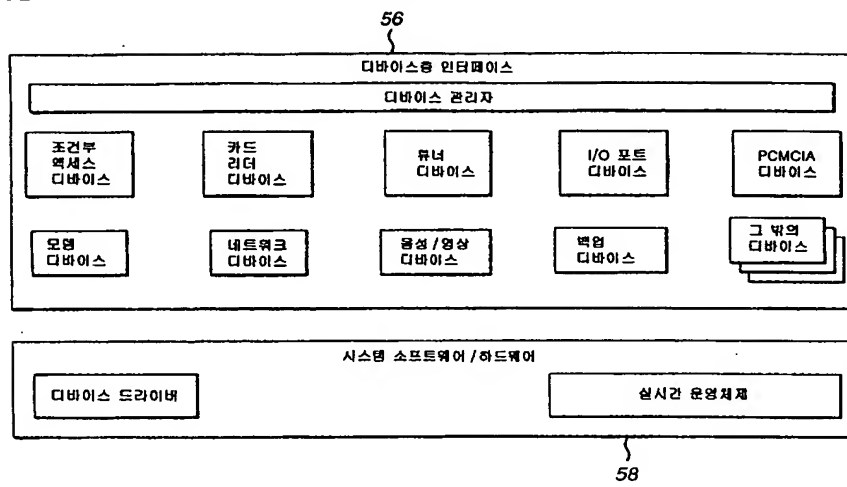 56
디바이스층 인터페이스
디바이스 관리자
조건부
액세스
디바이스
카드
리더
디바이스
튜너
디바이스
I/O 포트
디바이스
PCMCIA
디바이스
모뎀
디바이스
네트워크
디바이스
음성/영상
디바이스
백업
디바이스
그 밖의
디바이스
시스템 소프트웨어/하드웨어
디바이스 드라이버
실시간 운영체제
58